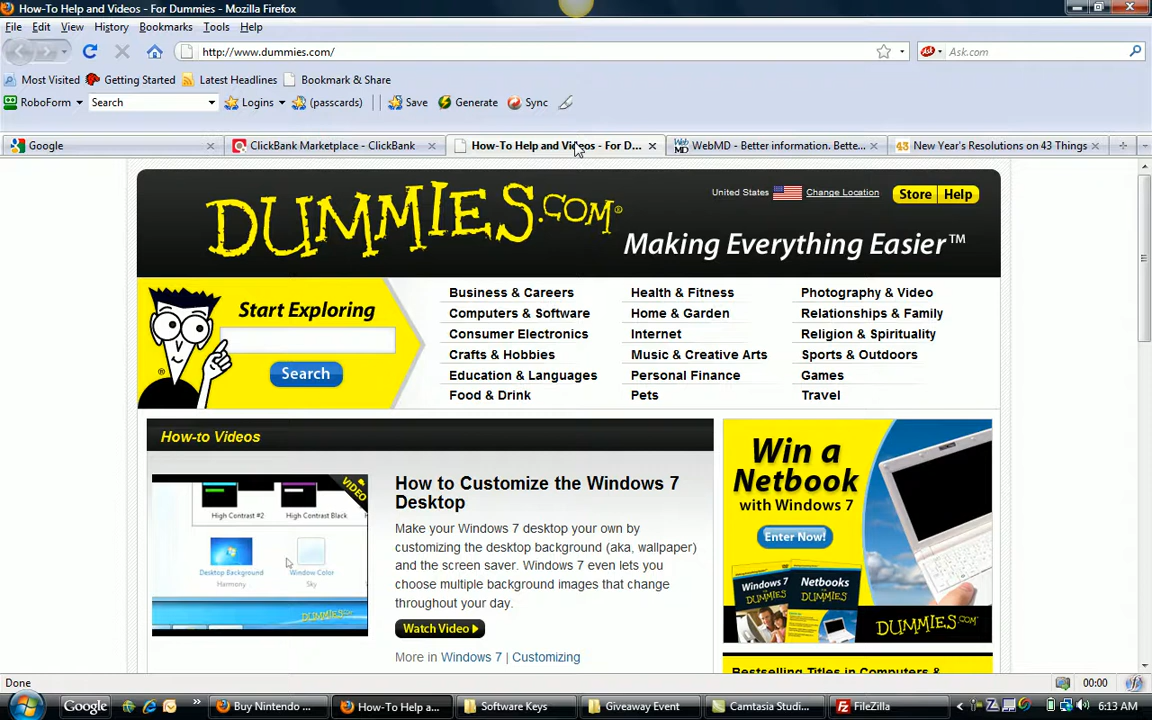 How-To Help and Videos - For Dummies - Mozilla Firefox
File Edit View History Bookmarks Tools Help
http://www.dummies.com/
Ask Ask.com
Most Visited Getting Started Latest Headlines Bookmark & Share
RoboForm Search Logins (passcards) Save Generate Sync
Google
ClickBank Marketplace - ClickBank
How-To Help and Videos - For D...
WebMD WebMD - Better information. Bette...
43 New Year's Resolutions on 43 Things
DUMMIES.COM®
United States Change Location Store Help
Making Everything Easier™
Start Exploring
Search
®
Business & Careers
Computers & Software
Consumer Electronics
Crafts & Hobbies
Education & Languages
Food & Drink
Health & Fitness
Home & Garden
Internet
Music & Creative Arts
Personal Finance
Pets
Photography & Video
Relationships & Family
Religion & Spirituality
Sports & Outdoors
Games
Travel
How-to Videos
VIDEO
High Contrast #2 High Contrast Black
Desktop Background Window Color
Harmony Sky
DUMMIES.COM
How to Customize the Windows 7
Desktop
Make your Windows 7 desktop your own by
customizing the desktop background (aka, wallpaper)
and the screen saver. Windows 7 even lets you
choose multiple background images that change
throughout your day.
Watch Video
More in Windows 7 | Customizing
Win a
Netbook
with Windows 7
Enter Now!
Windows 7
DUMMIES
Netbooks
DUMMIES
DUMMIES.COM
Bestselling Titles in Computers &
Done 00:00
Google Buy Nintendo ... How-To Help a... Software Keys Giveaway Event Camtasia Studi... FileZilla 6:13 AM